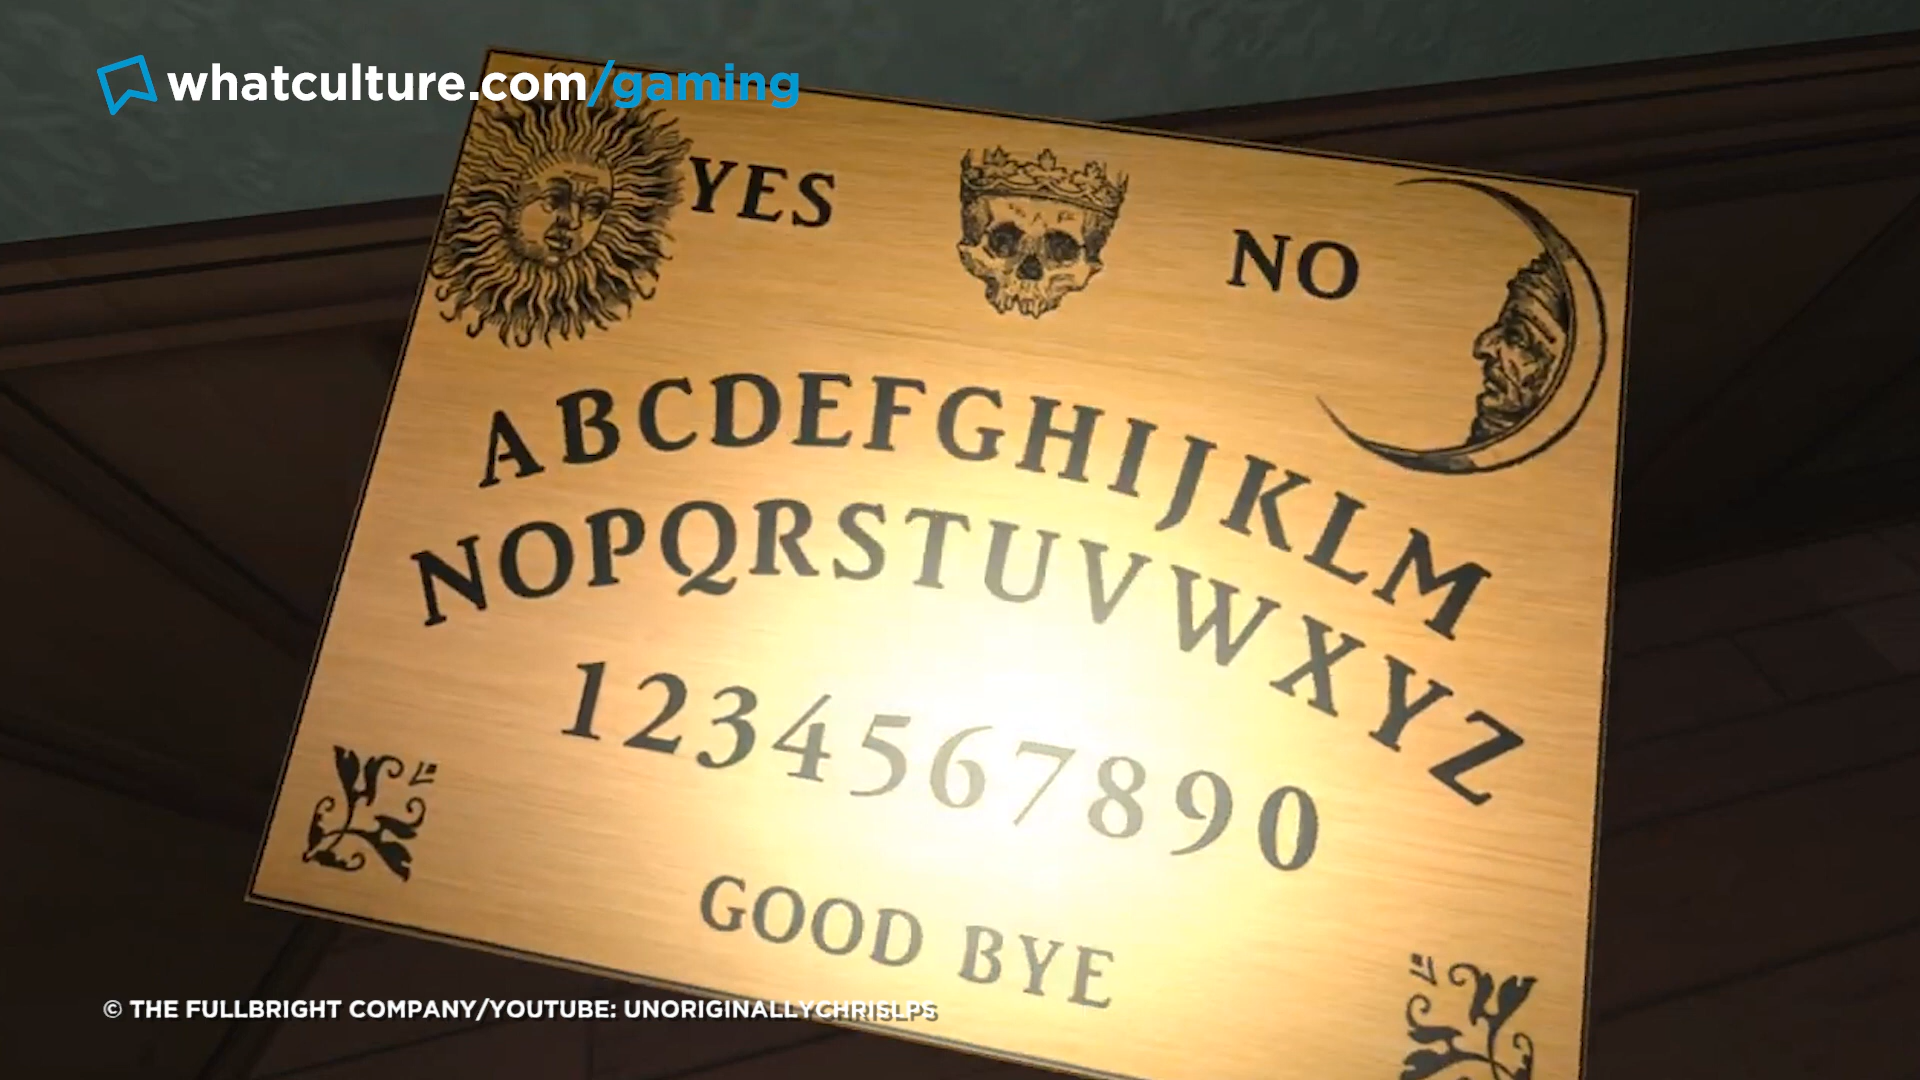 whatculture.com/gaming
YES
NO
ABCDEFGHIJKLM
NOPQRSTUVWXYZ
1234567890
GOOD BYE
© THE FULLBRIGHT COMPANY/YOUTUBE: UNORIGINALLYCHRISLPS